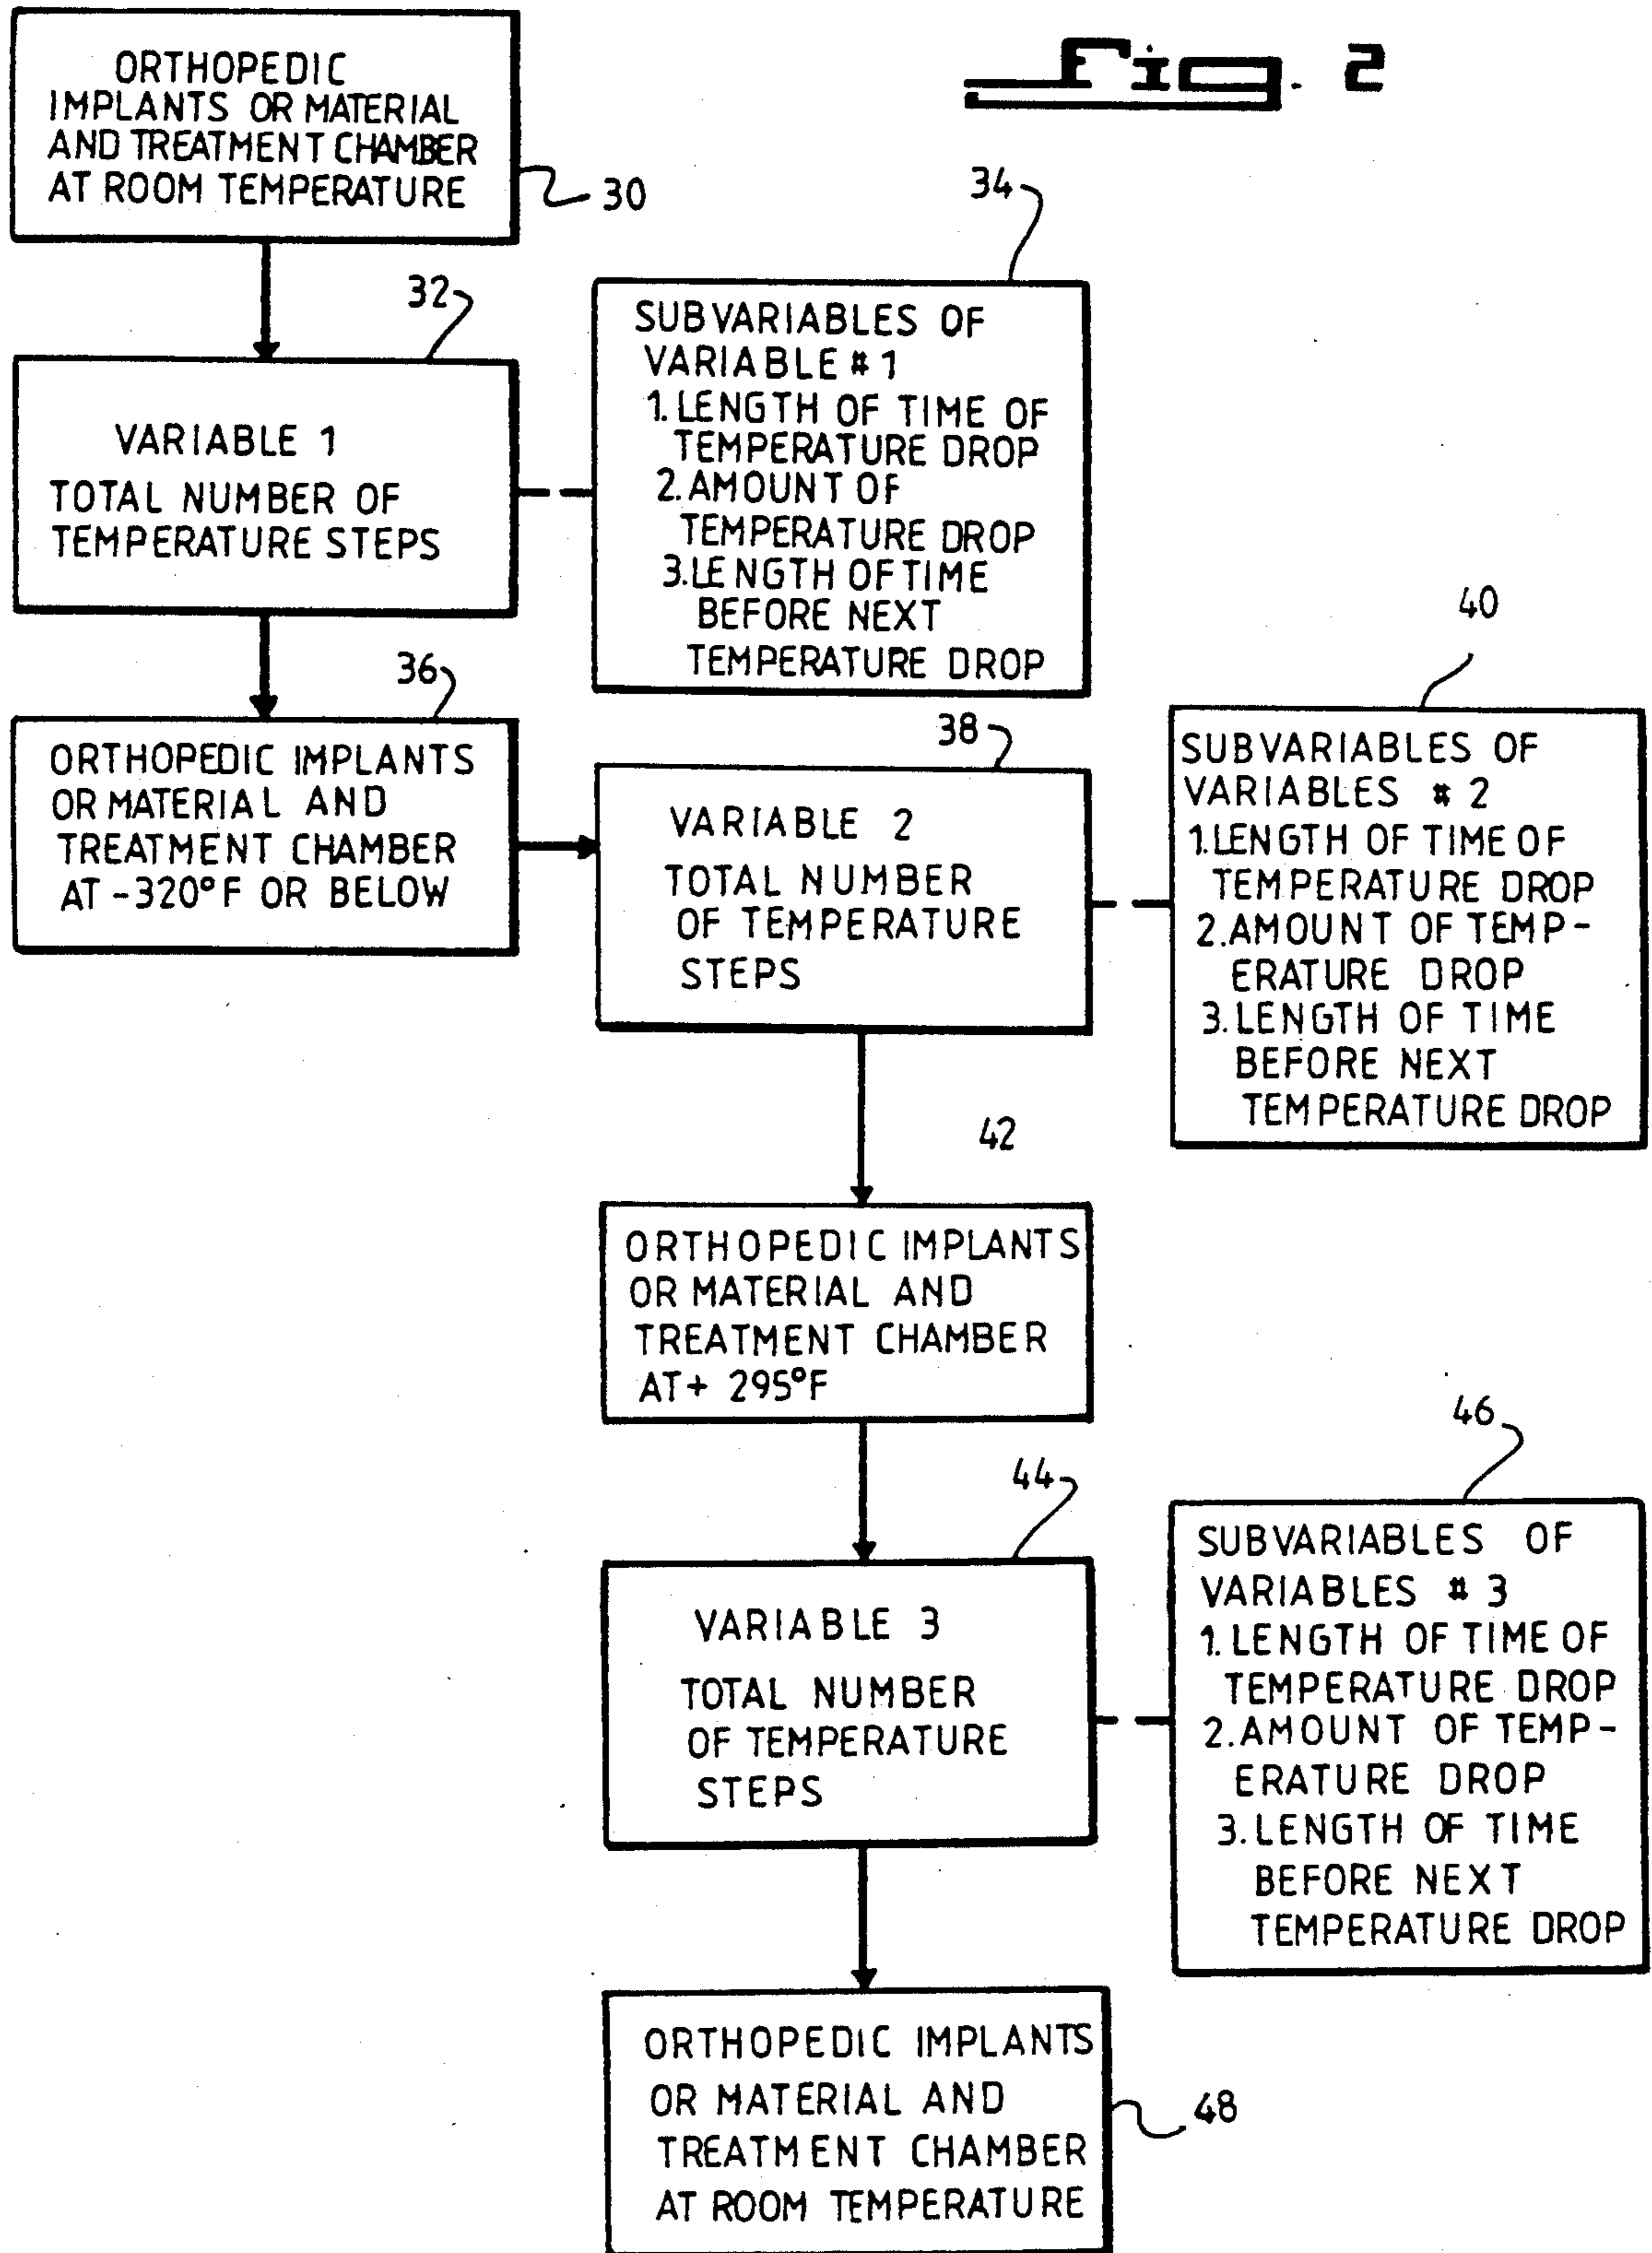 Fig. 2
ORTHOPEDIC
IMPLANTS OR MATERIAL
AND TREATMENT CHAMBER
AT ROOM TEMPERATURE
30
32
VARIABLE 1
TOTAL NUMBER OF
TEMPERATURE STEPS
34
SUBVARIABLES OF
VARIABLE # 1
1. LENGTH OF TIME OF
TEMPERATURE DROP
2. AMOUNT OF
TEMPERATURE DROP
3. LENGTH OF TIME
BEFORE NEXT
TEMPERATURE DROP
36
ORTHOPEDIC IMPLANTS
OR MATERIAL AND
TREATMENT CHAMBER
AT -320°F OR BELOW
38
VARIABLE 2
TOTAL NUMBER
OF TEMPERATURE
STEPS
40
SUBVARIABLES OF
VARIABLES # 2
1. LENGTH OF TIME OF
TEMPERATURE DROP
2. AMOUNT OF TEMP-
ERATURE DROP
3. LENGTH OF TIME
BEFORE NEXT
TEMPERATURE DROP
42
ORTHOPEDIC IMPLANTS
OR MATERIAL AND
TREATMENT CHAMBER
AT + 295°F
44
VARIABLE 3
TOTAL NUMBER
OF TEMPERATURE
STEPS
46
SUBVARIABLES OF
VARIABLES # 3
1. LENGTH OF TIME OF
TEMPERATURE DROP
2. AMOUNT OF TEMP-
ERATURE DROP
3. LENGTH OF TIME
BEFORE NEXT
TEMPERATURE DROP
ORTHOPEDIC IMPLANTS
OR MATERIAL AND
TREATMENT CHAMBER
AT ROOM TEMPERATURE
48